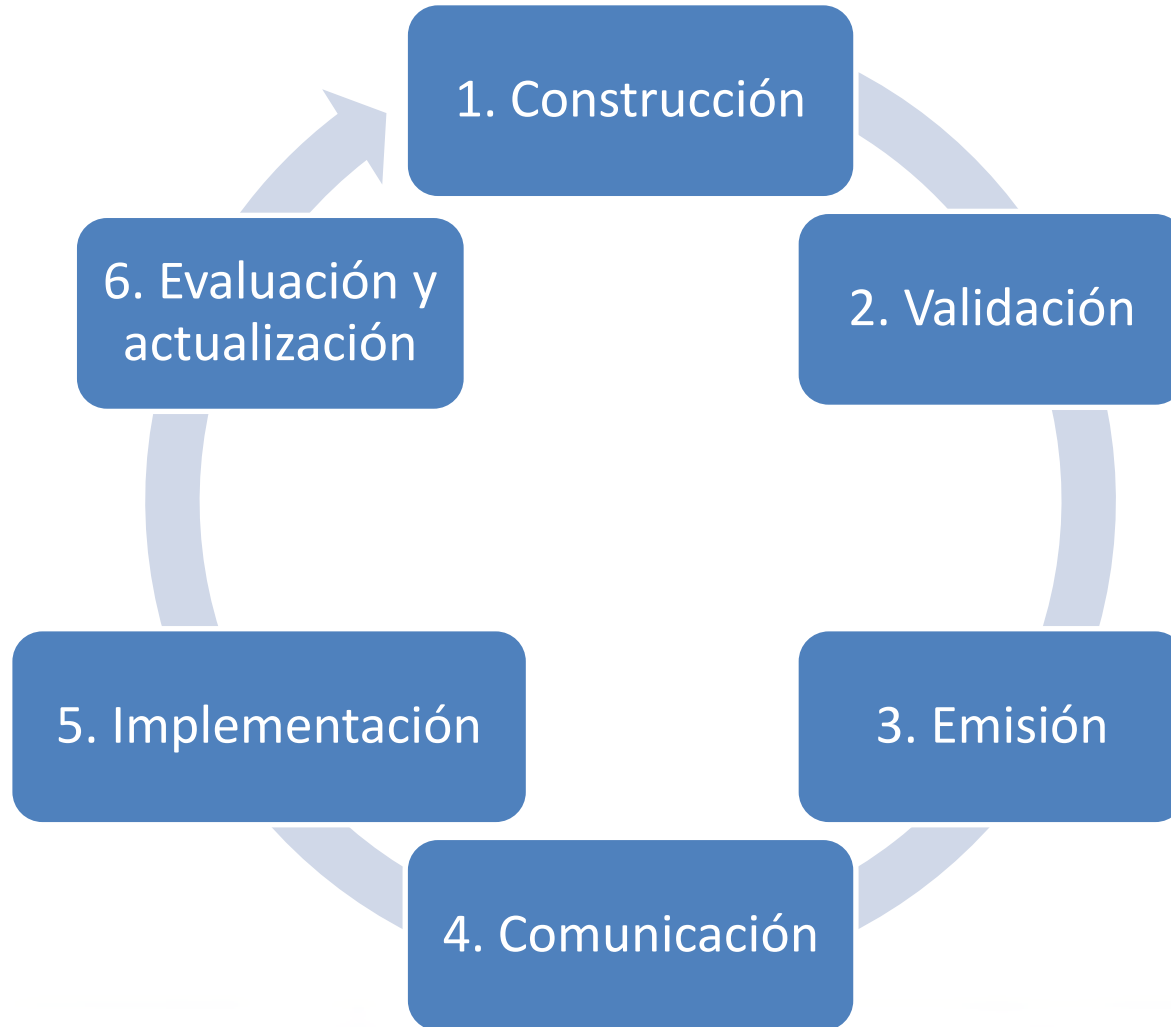 1. Construcción
2. Validación
3. Emisión
4. Comunicación
5. Implementación
6. Evaluación y
actualización